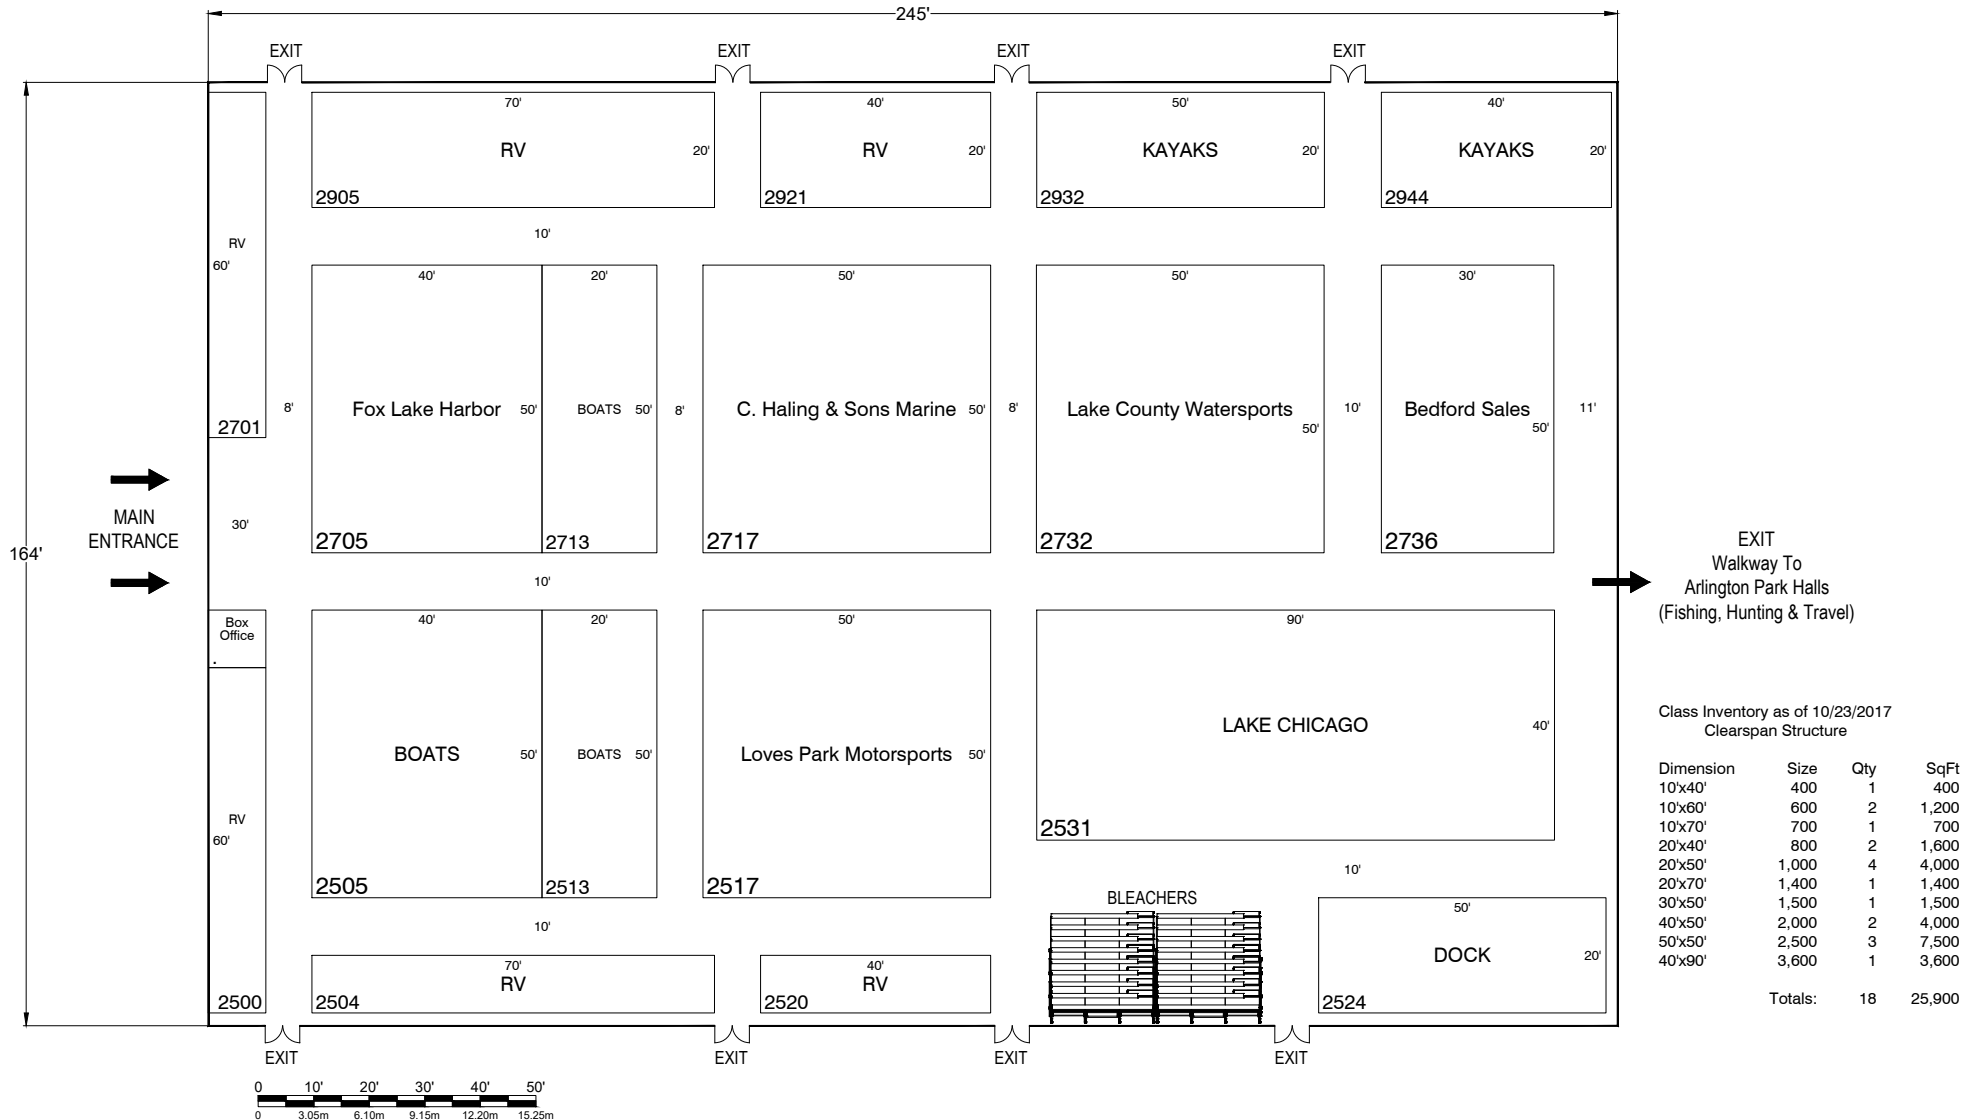 245'
EXIT
EXIT
EXIT
EXIT
70'
RV
20'
2905
40'
RV
20'
2921
50'
KAYAKS
20'
2932
40'
KAYAKS
20'
2944
RV
60'
2701
10'
8'
40'
Fox Lake Harbor
50'
2705
20'
BOATS
50'
2713
8'
50'
C. Haling & Sons Marine
50'
2717
8'
50'
Lake County Watersports
50'
2732
10'
30'
Bedford Sales
50'
2736
11'
164'
MAIN
ENTRANCE
30'
10'
EXIT
Walkway To
Arlington Park Halls
(Fishing, Hunting & Travel)
Box
Office
.
RV
60'
2500
40'
BOATS
50'
2505
20'
BOATS
50'
2513
50'
Loves Park Motorsports
50'
2517
90'
LAKE CHICAGO
40'
2531
10'
10'
70'
RV
2504
40'
RV
2520
BLEACHERS
50'
DOCK
20'
2524
EXIT
EXIT
EXIT
EXIT
Class Inventory as of 10/23/2017
Clearspan Structure
Dimension Size Qty SqFt
10'x40' 400 1 400
10'x60' 600 2 1,200
10'x70' 700 1 700
20'x40' 800 2 1,600
20'x50' 1,000 4 4,000
20'x70' 1,400 1 1,400
30'x50' 1,500 1 1,500
40'x50' 2,000 2 4,000
50'x50' 2,500 3 7,500
40'x90' 3,600 1 3,600
Totals: 18 25,900
0 10' 20' 30' 40' 50'
0 3.05m 6.10m 9.15m 12.20m 15.25m